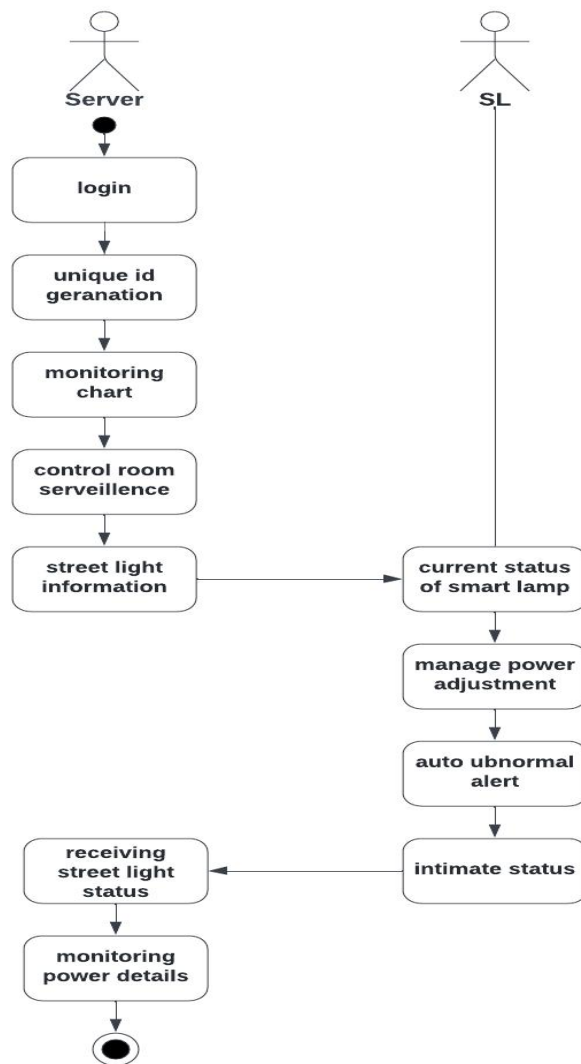 Server
SL
login
unique id
geranation
monitoring
chart
control room
serveillence
street light
information
current status
of smart lamp
manage power
adjustment
auto ubnormal
alert
intimate status
receiving
street light
status
monitoring
power details